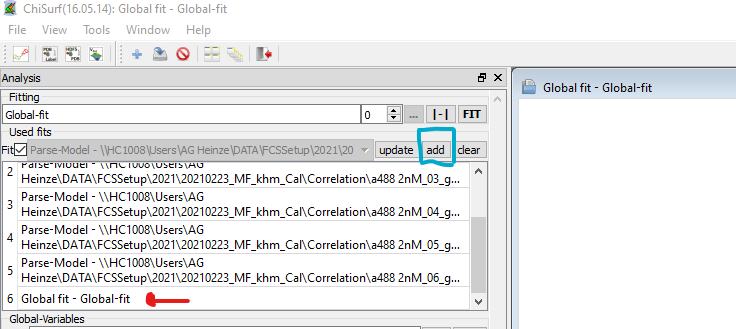 ChiSurf(16.05.14): Global fit - Global-fit
File View Tools Window Help
PDB Label HDF5 PDB
Analysis
Fitting
Global-fit 0 ... |-| FIT
Used fits
Fit Parse-Model - \\HC1008\Users\AG Heinze\DATA\FCSSetup\2021\20 update add clear
2 Parse-Model - \\HC1008\Users\AG
Heinze\DATA\FCSSetup\2021\20210223_MF_khm_Cal\Correlation\a488 2nM_03_g...
3 Parse-Model - \\HC1008\Users\AG
Heinze\DATA\FCSSetup\2021\20210223_MF_khm_Cal\Correlation\a488 2nM_04_g...
4 Parse-Model - \\HC1008\Users\AG
Heinze\DATA\FCSSetup\2021\20210223_MF_khm_Cal\Correlation\a488 2nM_05_g...
5 Parse-Model - \\HC1008\Users\AG
Heinze\DATA\FCSSetup\2021\20210223_MF_khm_Cal\Correlation\a488 2nM_06_g...
6 Global fit - Global-fit
Global-Variables
Global fit - Global-fit